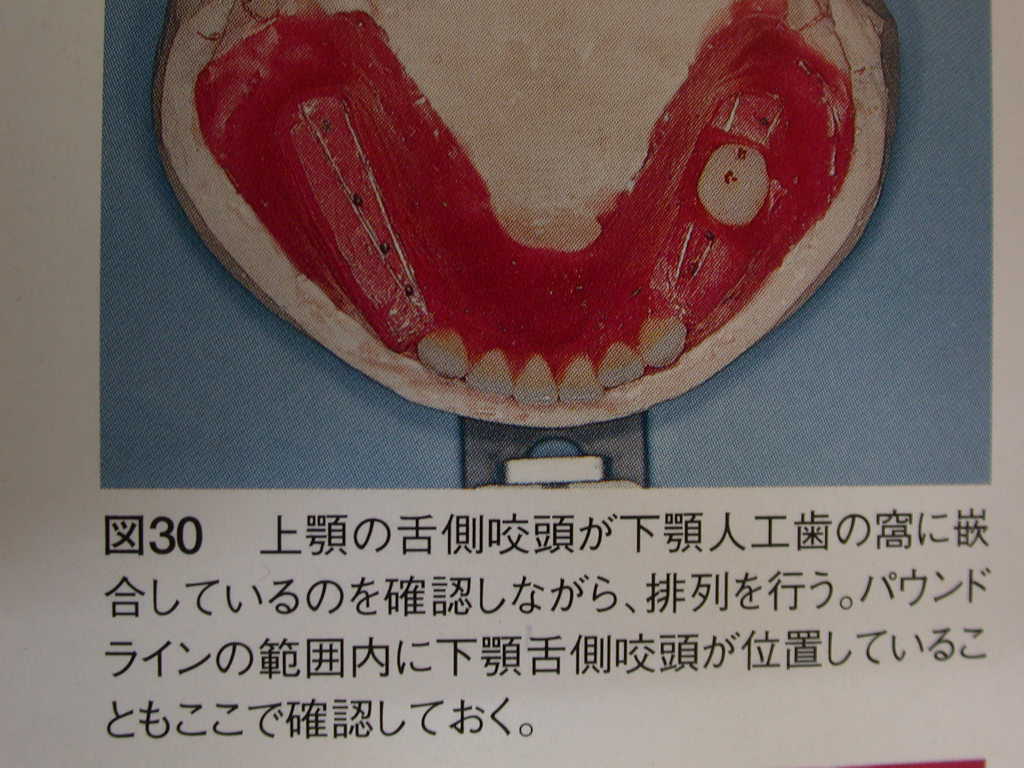 図30　上顎の舌側咬頭が下顎人工歯の窩に嵌
合しているのを確認しながら、排列を行う。パウンド
ラインの範囲内に下顎舌側咬頭が位置しているこ
ともここで確認しておく。